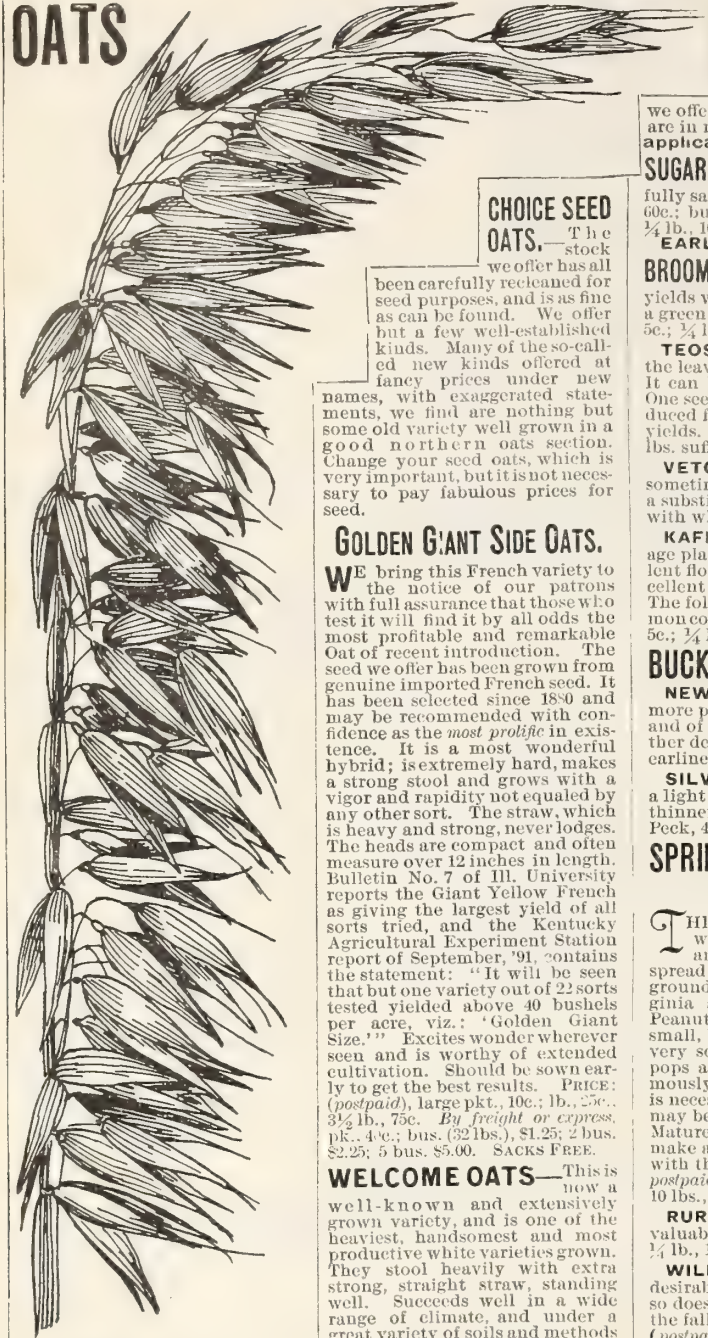 OATS
CHOICE SEED
OATS.—The
stock
we offer has all
been carefully recleaned for
seed purposes, and is as fine
as can be found. We offer
but a few well-established
kinds. Many of the so-call-
ed new kinds offered at
fancy prices under new
names, with exaggerated state-
ments, we find are nothing but
some old variety well grown in a
good northern oats section.
Change your seed oats, which is
very important, but it is not neces-
sary to pay fabulous prices for
seed.
GOLDEN GIANT SIDE OATS.
WE bring this French variety to
the notice of our patrons
with full assurance that those who
test it will find it by all odds the
most profitable and remarkable
Oat of recent introduction. The
seed we offer has been grown from
genuine imported French seed. It
has been selected since 1880 and
may be recommended with con-
fidence as the most prolific in exis-
tence. It is a most wonderful
hybrid; is extremely hard, makes
a strong stool and grows with a
vigor and rapidity not equaled by
any other sort. The straw, which
is heavy and strong, never lodges.
The heads are compact and often
measure over 12 inches in length.
Bulletin No. 7 of Ill. University
reports the Giant Yellow French
as giving the largest yield of all
sorts tried, and the Kentucky
Agricultural Experiment Station
report of September, '91, contains
the statement: "It will be seen
that but one variety out of 22 sorts
tested yielded above 40 bushels
per acre, viz.: 'Golden Giant
Size.'" Excites wonder wherever
seen and is worthy of extended
cultivation. Should be sown ear-
ly to get the best results. PRICE:
(postpaid), large pkt., 10c.; lb., 25c..
3½ lb., 75c. By freight or express,
pk.. bus. (32 lbs.), $1.25; 2 bus.
$2.25; 5 bus. $5.00. SACKS FREE.
WELCOME OATS—This is
now a
well-known and extensively
grown variety, and is one of the
heaviest, handsomest and most
productive white varieties grown.
They stool heavily with extra
strong, straight straw, standing
well. Succeeds well in a wide
range of climate, and under a
great variety of soils and methods
we offe
are in
applica
SUGAR
fully sa
60c.; bu
¼ lb., 1
EARL
BROOM
yields v
a green
5c.; ¼ l
TEOS
the leav
It can
One see
duced f
yields.
lbs. suf
VETC
sometin
a substi
with w
KAFI
age pla
lent flo
cellent
The fol
mon co
5c.; ¼
BUCK
NEW
more p
and of
ther de
earline
SILV
a light
thinne
Peck, 4
SPRI
THI
w
an
spread
ground
ginia
Peanut
small,
very so
pops a
mously
is neces
may be
Mature
make a
with th
postpaid
10 lbs.,
RUR
valuab
¼ lb.,
WIL
desiral
so does
the fall
(postpa